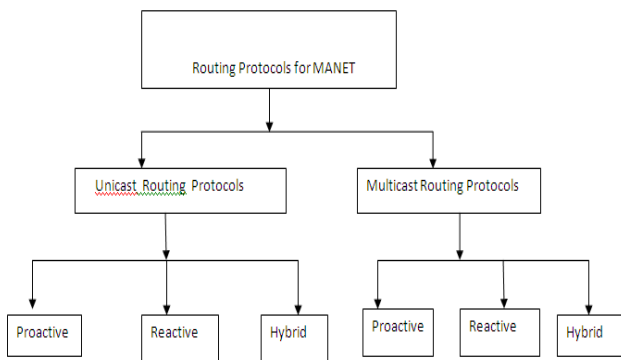 Routing Protocols for MANET
Unicast Routing Protocols
Multicast Routing Protocols
Proactive
Reactive
Hybrid
Proactive
Reactive
Hybrid